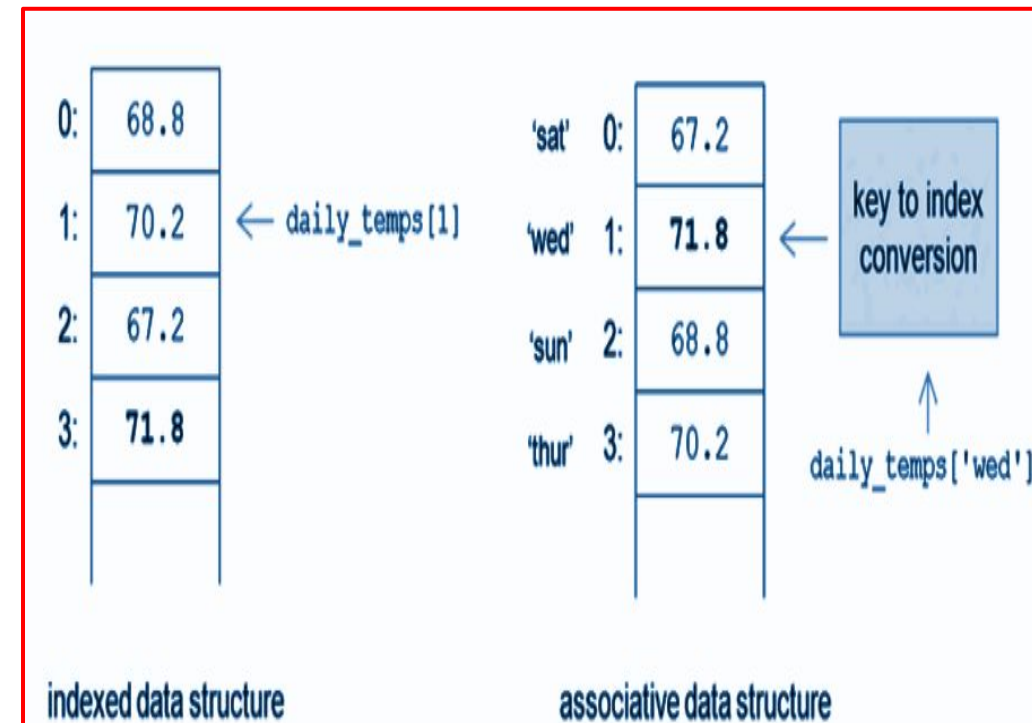 0: 68.8
1: 70.2 ← daily_temps[1]
2: 67.2
3: 71.8
indexed data structure
'sat' 0: 67.2
'wed' 1: 71.8 ← key to index
conversion
'sun' 2: 68.8
'thur' 3: 70.2
↑
daily_temps['wed']
associative data structure